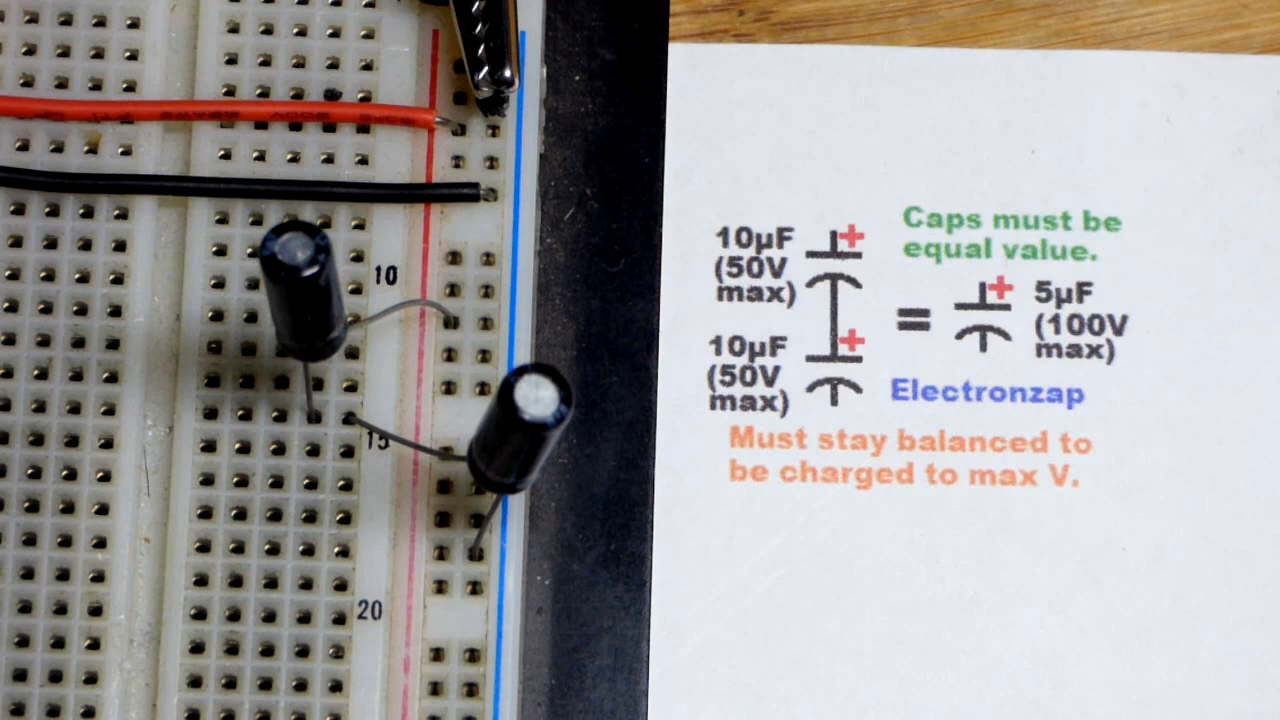 10
15
20
10µF
(50V
max)
10µF
(50V
max)
+
+
=
+
Caps must be
equal value.
5µF
(100V
max)
Electronzap
Must stay balanced to
be charged to max V.